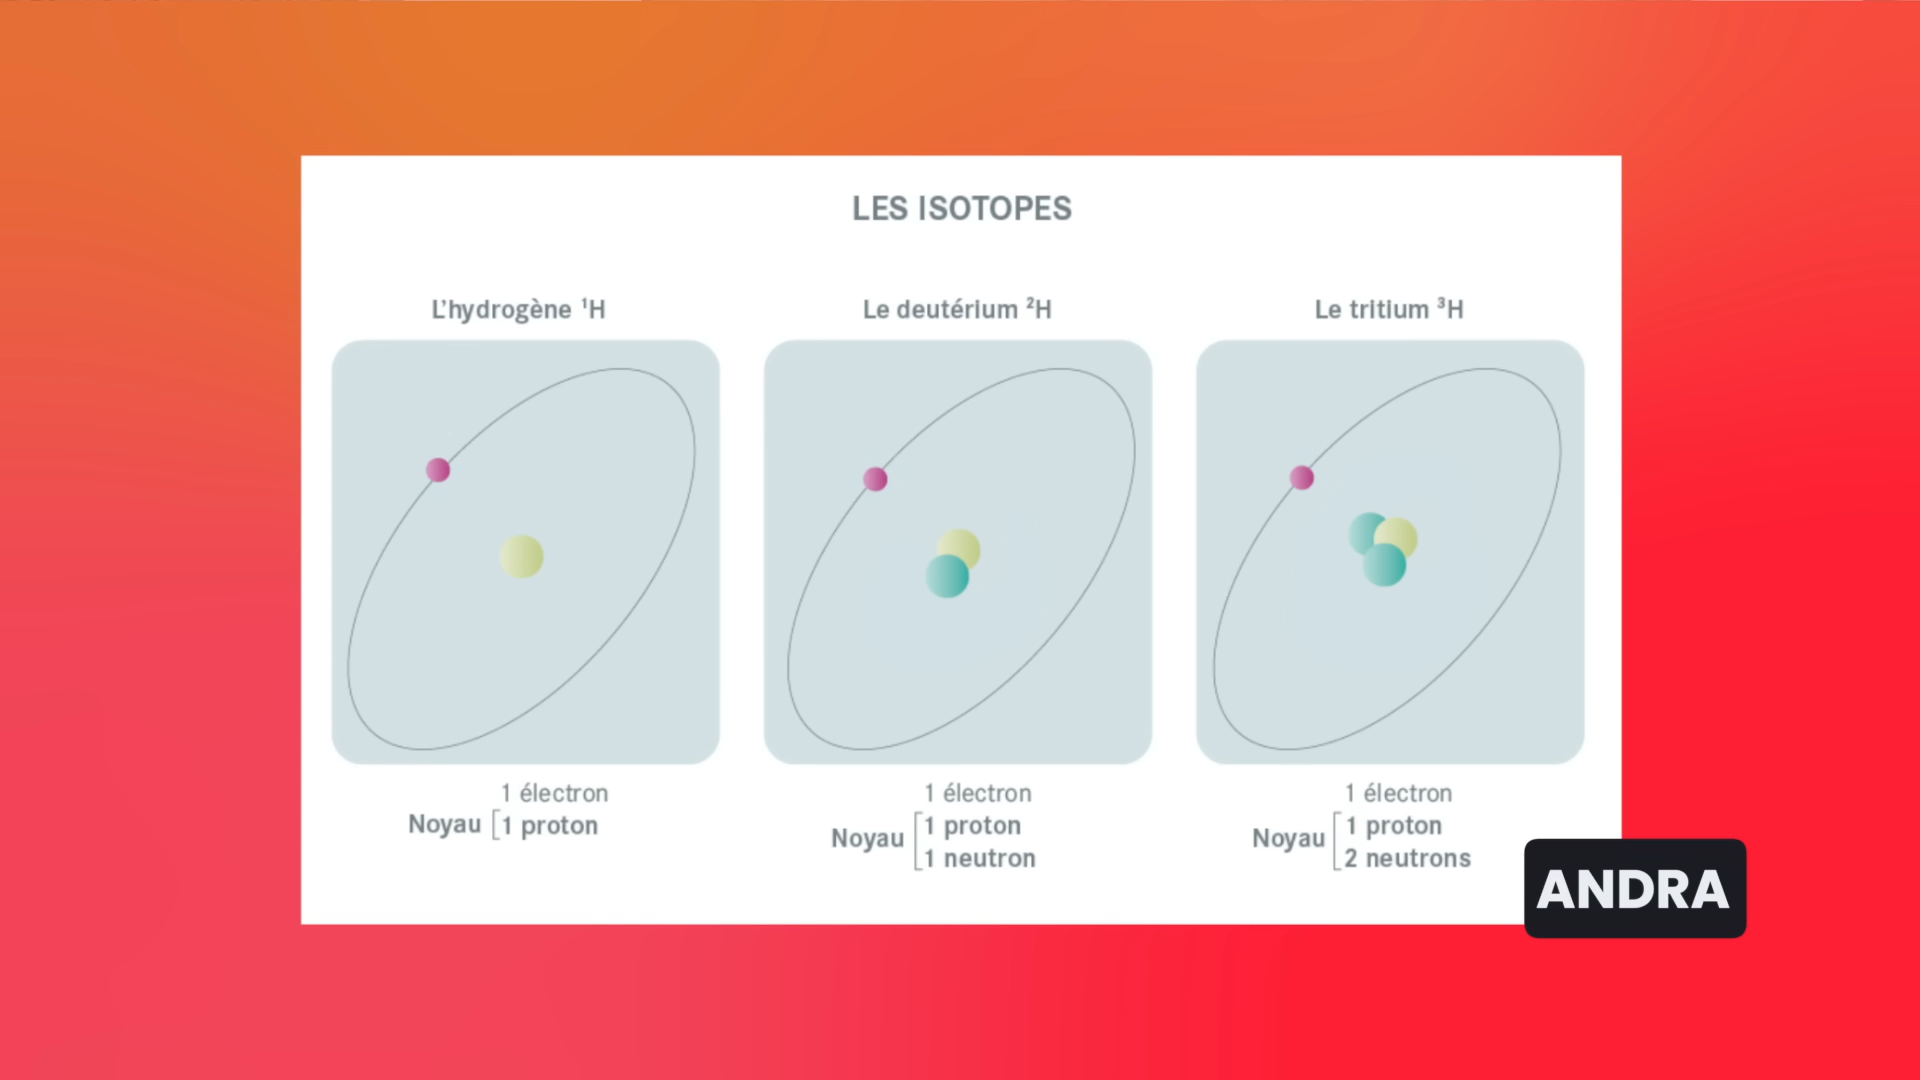 LES ISOTOPES
L'hydrogène ¹H
Le deutérium ²H
Le tritium ³H
1 électron
Noyau [1 proton
1 électron
Noyau [1 proton
1 neutron
1 électron
Noyau [1 proton
2 neutrons
ANDRA